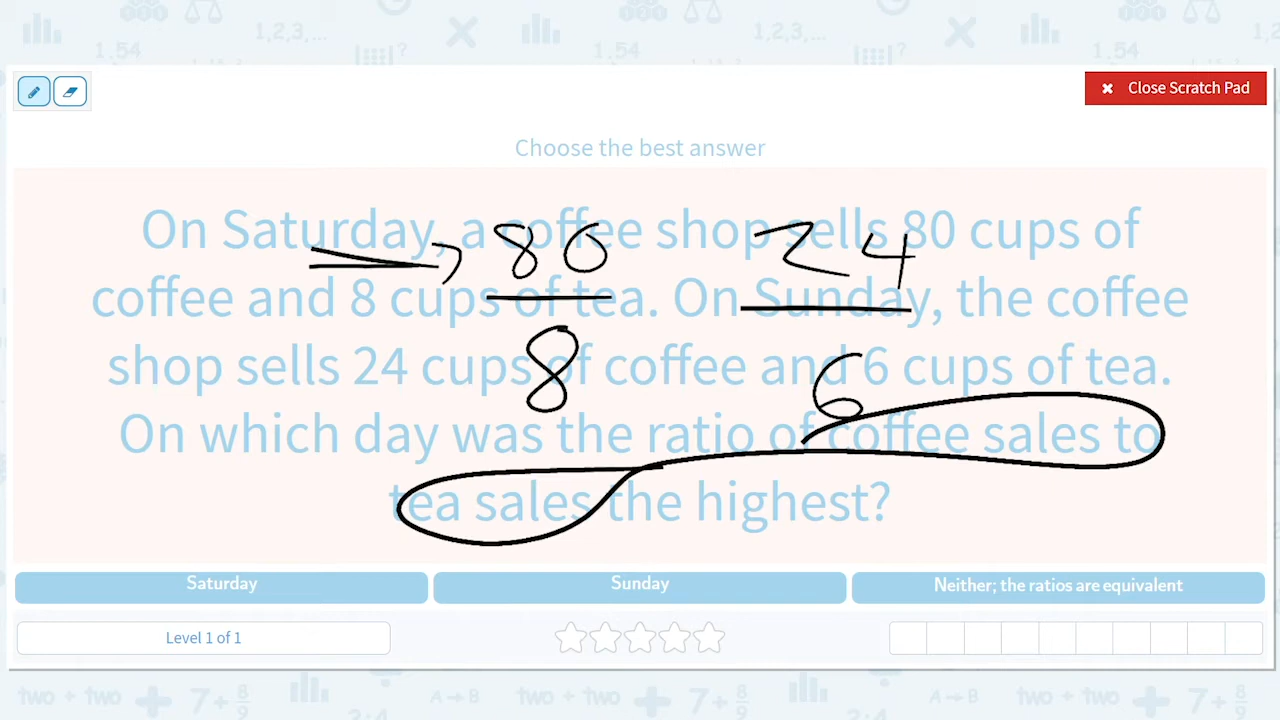 Close Scratch Pad
Choose the best answer
On Saturday, a coffee shop sells 80 cups of
coffee and 8 cups of tea. On Sunday, the coffee
shop sells 24 cups of coffee and 6 cups of tea.
On which day was the ratio of coffee sales to
tea sales the highest?
80 24
8 6
Saturday Sunday Neither; the ratios are equivalent
Level 1 of 1